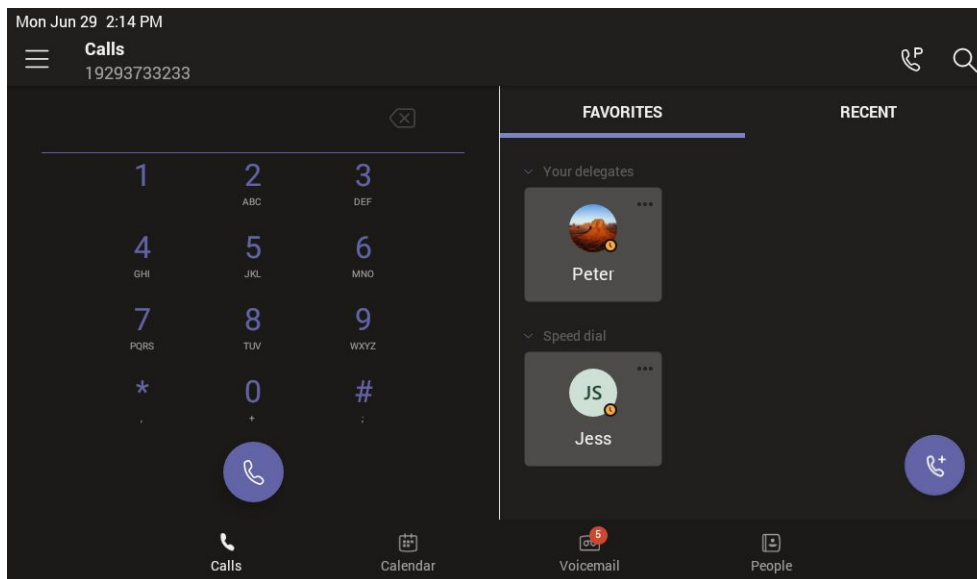 Mon Jun 29 2:14 PM
Calls
19293733233
P
FAVORITES
RECENT
1
2
3
ABC
DEF
4
5
6
GHI
JKL
MNO
7
8
9
PQRS
TUV
WXYZ
*
0
#
,
+
;
Your delegates
Peter
Speed dial
JS
Jess
5
Calls
Calendar
Voicemail
People